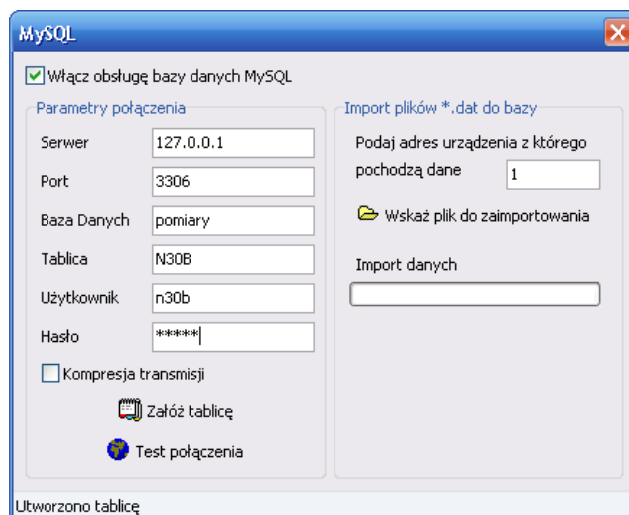 MySQL
Włącz obsługę bazy danych MySQL
Parametry połączenia
Serwer 127.0.0.1
Port 3306
Baza Danych pomiary
Tablica N30B
Użytkownik n30b
Hasło *****
Kompresja transmisji
Załóż tablicę
Test połączenia
Import plików *.dat do bazy
Podaj adres urządzenia z którego
pochodzą dane 1
Wskaż plik do zaimportowania
Import danych
Utworzono tablicę